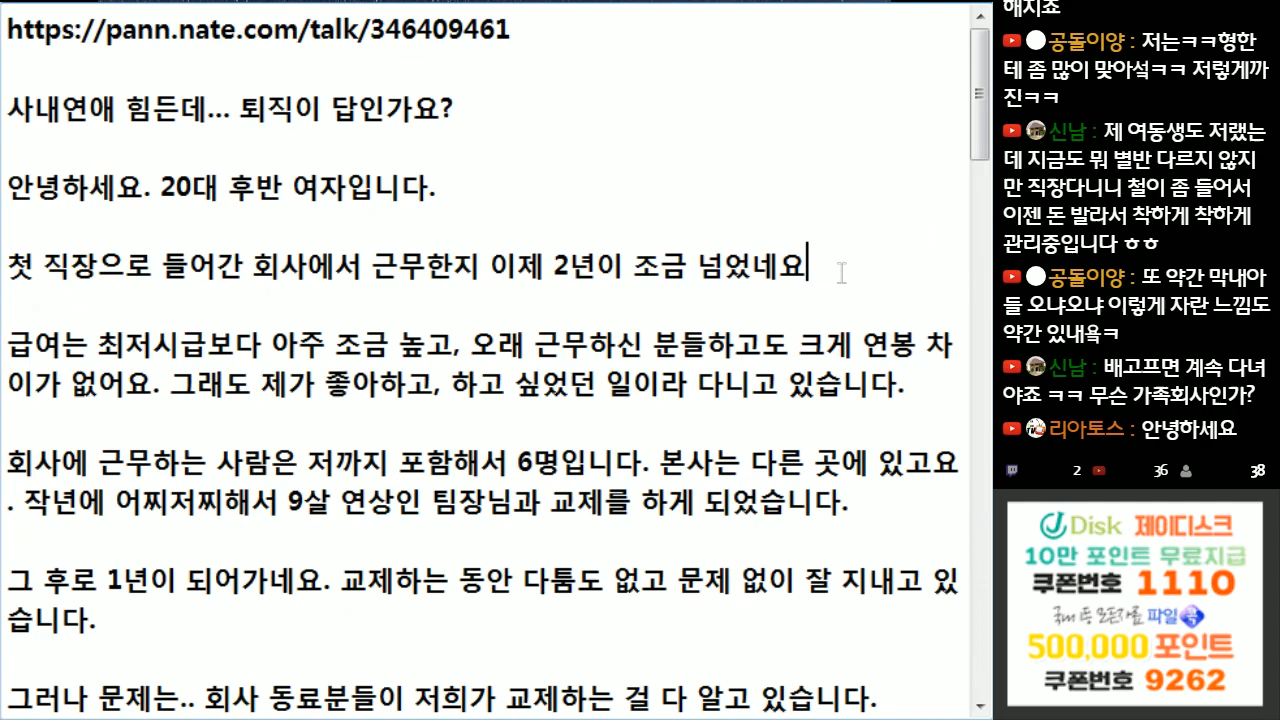 https://pann.nate.com/talk/346409461
사내연애 힘든데... 퇴직이 답인가요?
안녕하세요. 20대 후반 여자입니다.
첫 직장으로 들어간 회사에서 근무한지 이제 2년이 조금 넘었네요
급여는 최저시급보다 아주 조금 높고, 오래 근무하신 분들하고도 크게 연봉 차
이가 없어요. 그래도 제가 좋아하고, 하고 싶었던 일이라 다니고 있습니다.
회사에 근무하는 사람은 저까지 포함해서 6명입니다. 본사는 다른 곳에 있고요
. 작년에 어찌저찌해서 9살 연상인 팀장님과 교제를 하게 되었습니다.
그 후로 1년이 되어가네요. 교제하는 동안 다툼도 없고 문제 없이 잘 지내고 있
습니다.
그러나 문제는.. 회사 동료분들이 저희가 교제하는 걸 다 알고 있습니다.
해지죠
공돌이양 : 저는ㅋㅋ형한
테 좀 많이 맞아섴ㅋㅋ 저렇게까
진ㅋㅋ
신남 : 제 여동생도 저랬는
데 지금도 뭐 별반 다르지 않지
만 직장다니니 철이 좀 들어서
이젠 돈 발라서 착하게 착하게
관리중입니다 ㅎㅎ
공돌이양 : 또 약간 막내아
들 오냐오냐 이렇게 자란 느낌도
약간 있내욬ㅋ
신남 : 배고프면 계속 다녀
야죠 ㅋㅋ 무슨 가족회사인가?
리아토스 : 안녕하세요
2 36 38
JDisk 제이디스크
10만 포인트 무료지급
쿠폰번호 1110
파일콕
500,000 포인트
쿠폰번호 9262